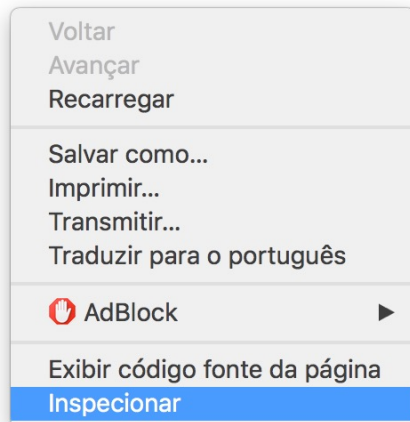 Voltar
Avançar
Recarregar
Salvar como...
Imprimir...
Transmitir...
Traduzir para o português
AdBlock
Exibir código fonte da página
Inspecionar